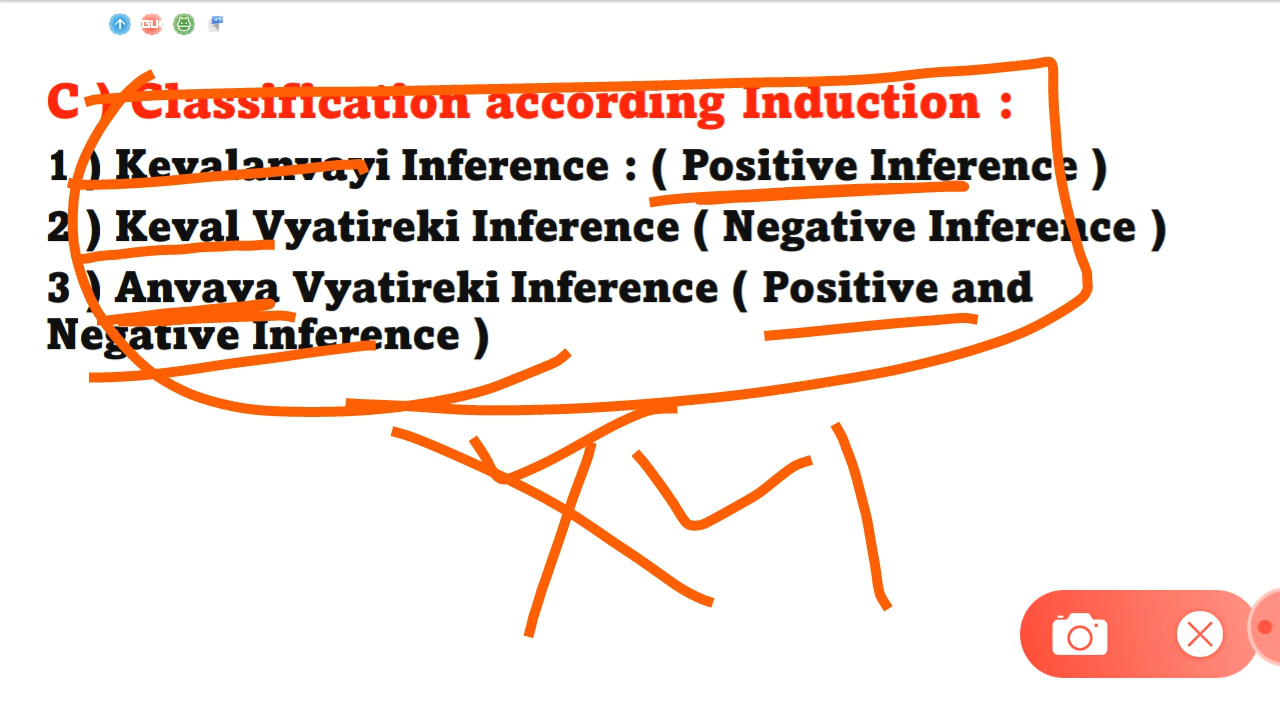 C ) Classification according Induction :
1 ) Kevalanvayi Inference : ( Positive Inference )
2 ) Keval Vyatireki Inference ( Negative Inference )
3 ) Anvaya Vyatireki Inference ( Positive and
Negative Inference )